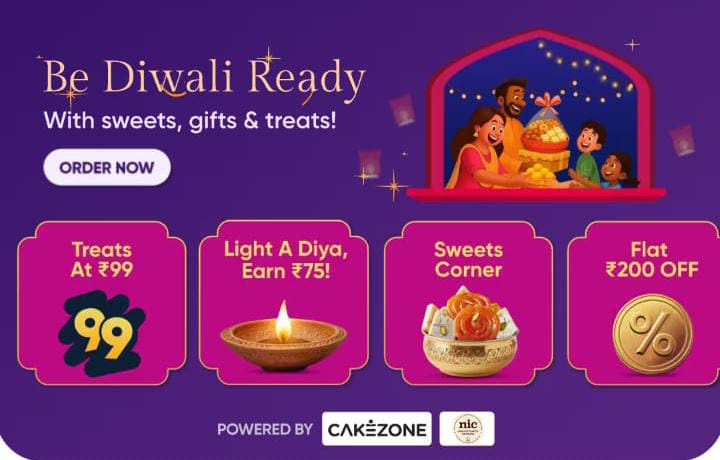 Be Diwali Ready
With sweets, gifts & treats!
ORDER NOW
Treats
At ₹99
99
Light A Diya,
Earn ₹75!
Sweets
Corner
Flat
₹200 OFF
%
POWERED BY CAKEZONE nic